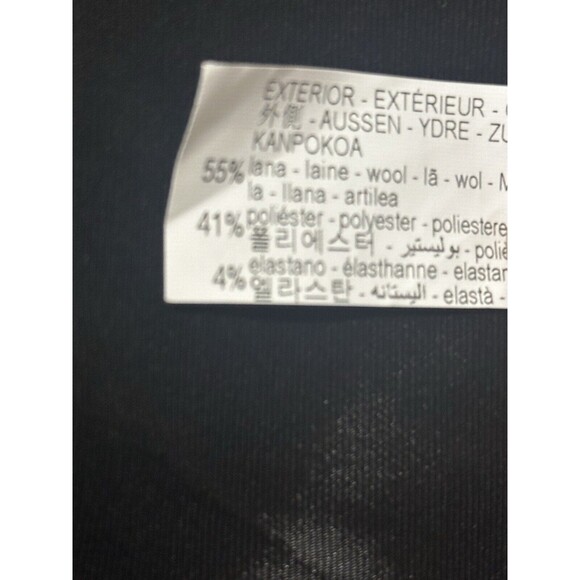 EXTERIOR - EXTÉRIEUR -
外側 - AUSSEN - YDRE - ZU
KANPOKOA
55% lana - laine - wool - lã - wol - M
la - llana - artilea
41% poliéster - polyester - poliestere
폴리에스터 - بوليستير - poliè
4% elastano - élasthanne - elastan
엘라스탄 - اليستانه - elastà -